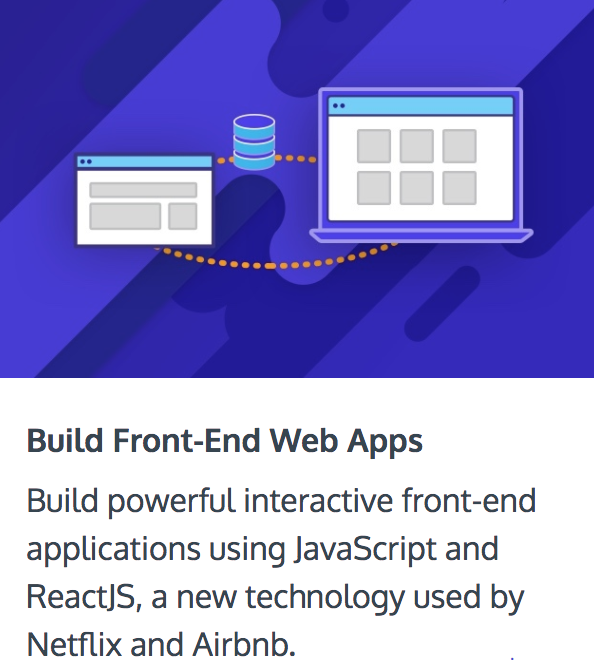 Build Front-End Web Apps
Build powerful interactive front-end
applications using JavaScript and
ReactJS, a new technology used by
Netflix and Airbnb.